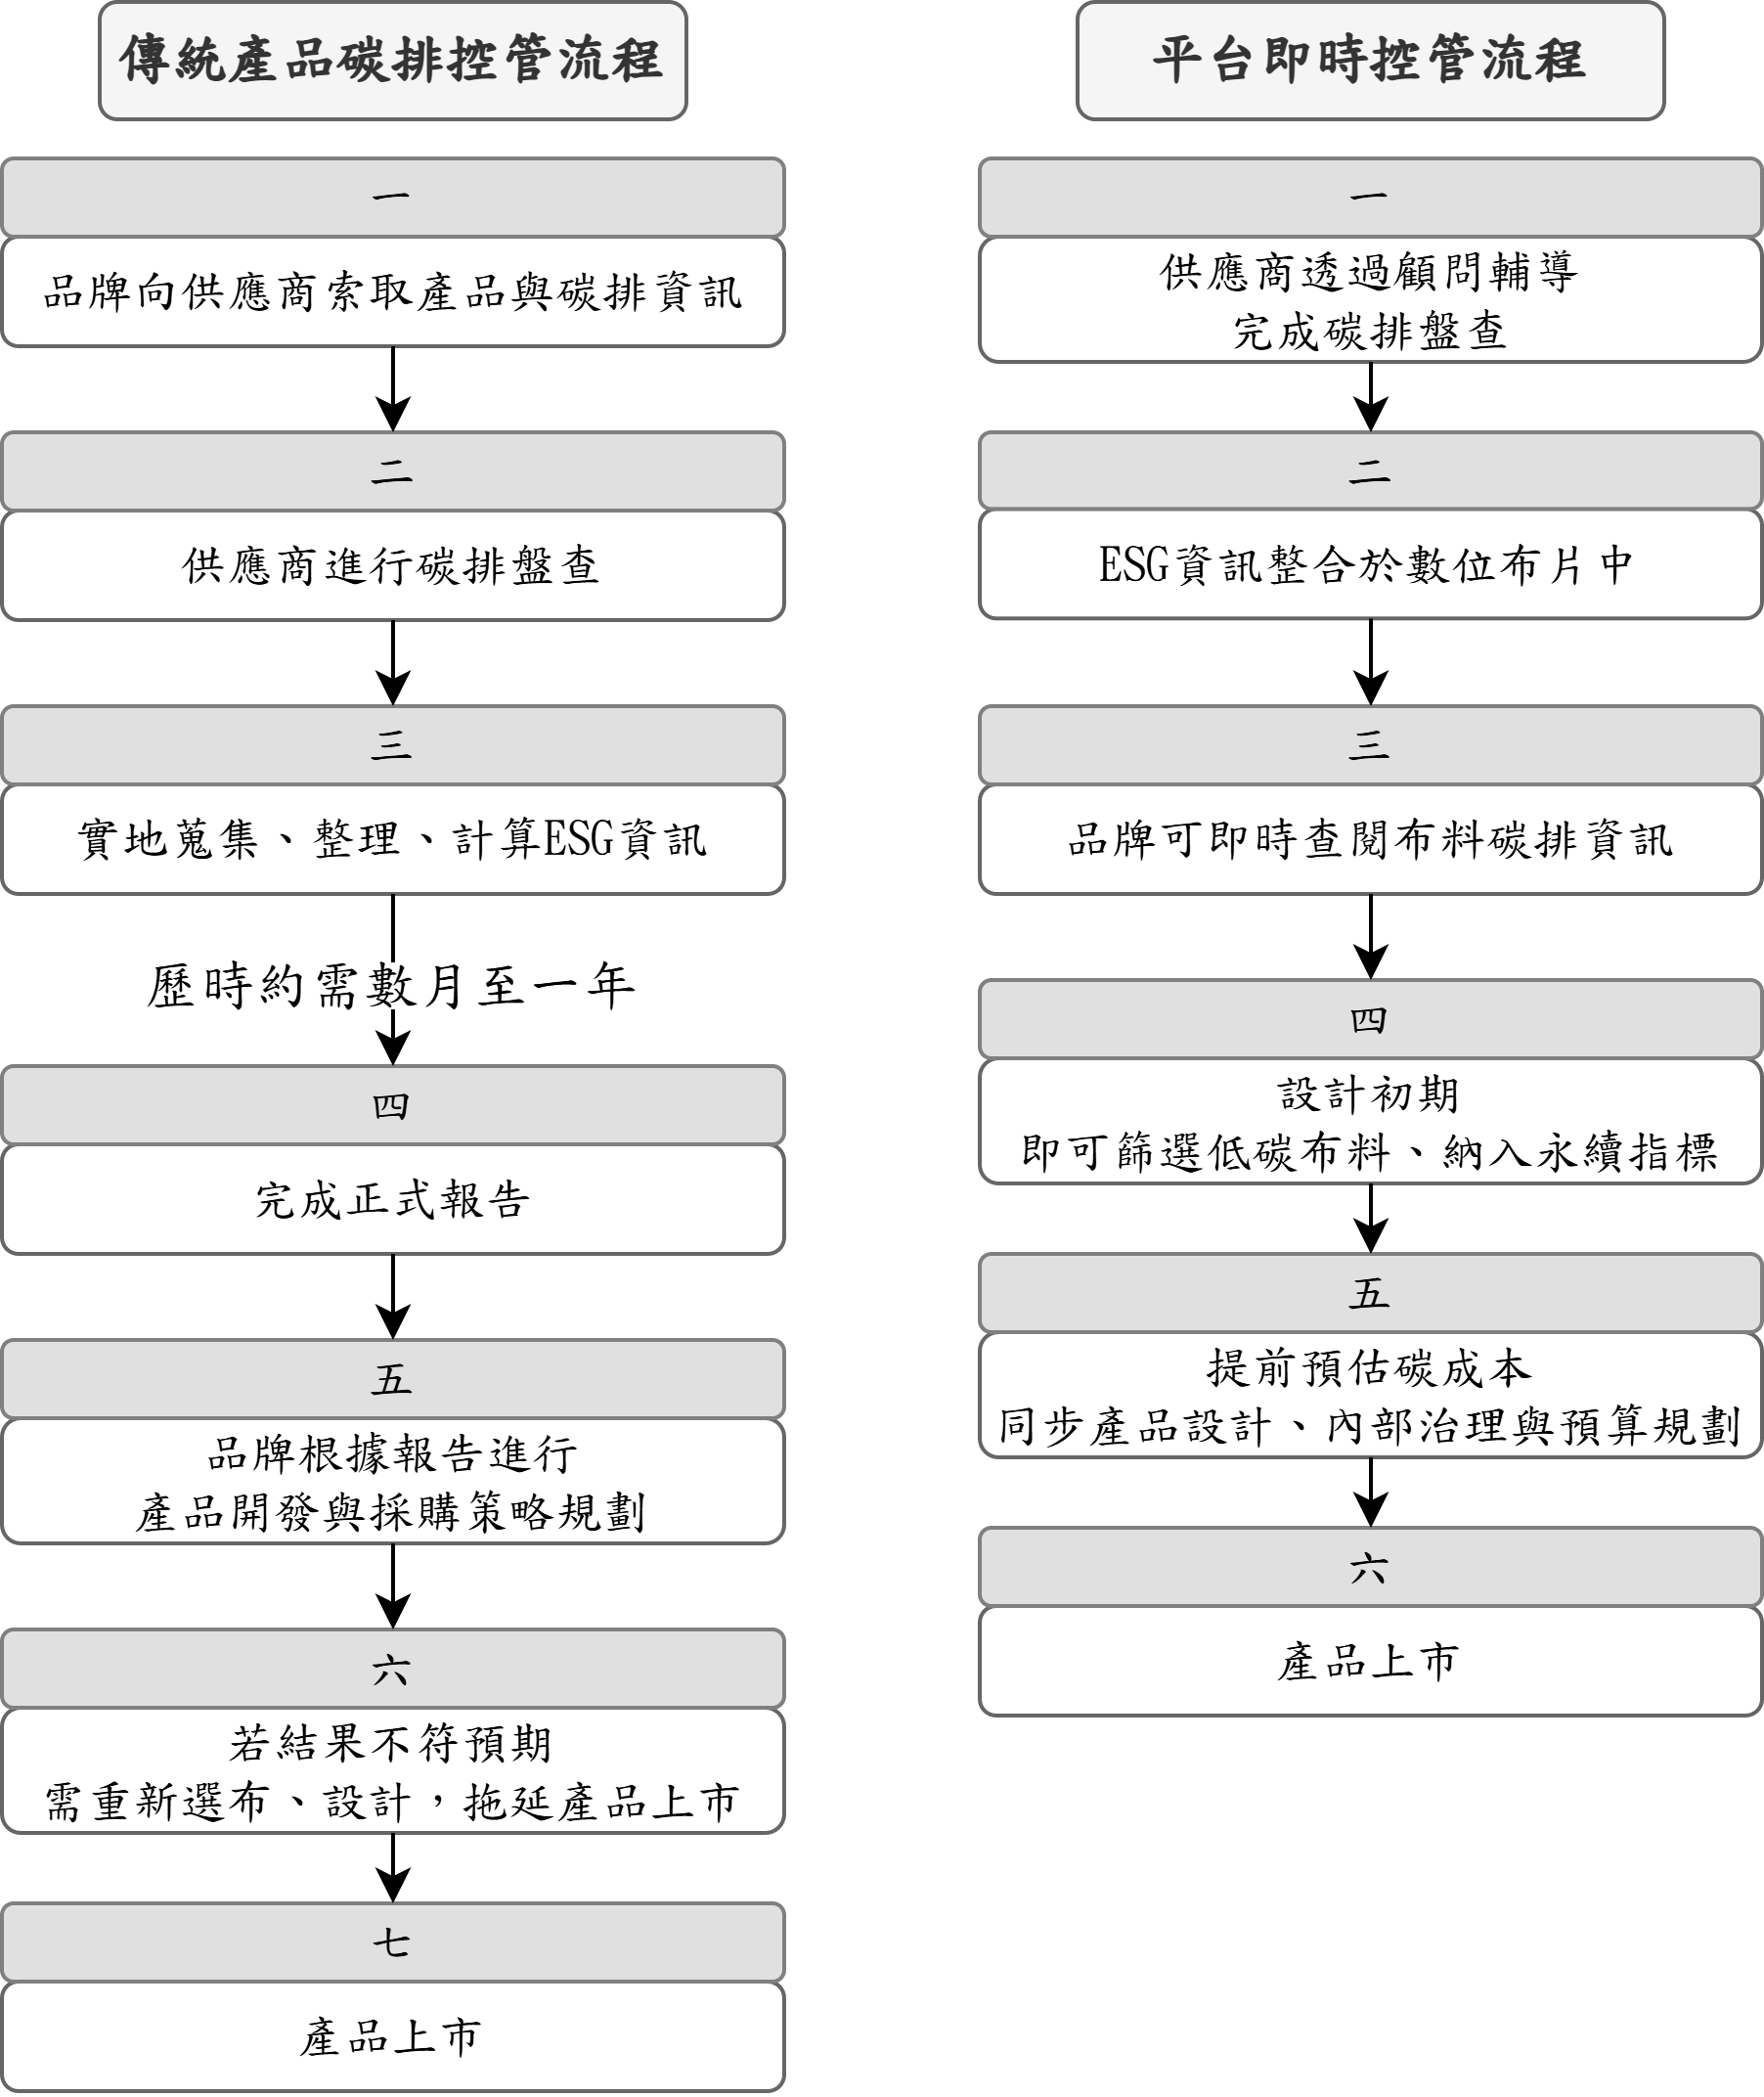 傳統產品碳排控管流程
一
品牌向供應商索取產品與碳排資訊
二
供應商進行碳排盤查
三
實地蒐集、整理、計算ESG資訊
歷時約需數月至一年
四
完成正式報告
五
品牌根據報告進行
產品開發與採購策略規劃
六
若結果不符預期
需重新選布、設計，拖延產品上市
七
產品上市
平台即時控管流程
一
供應商透過顧問輔導
完成碳排盤查
二
ESG資訊整合於數位布片中
三
品牌可即時查閱布料碳排資訊
四
設計初期
即可篩選低碳布料、納入永續指標
五
提前預估碳成本
同步產品設計、內部治理與預算規劃
六
產品上市